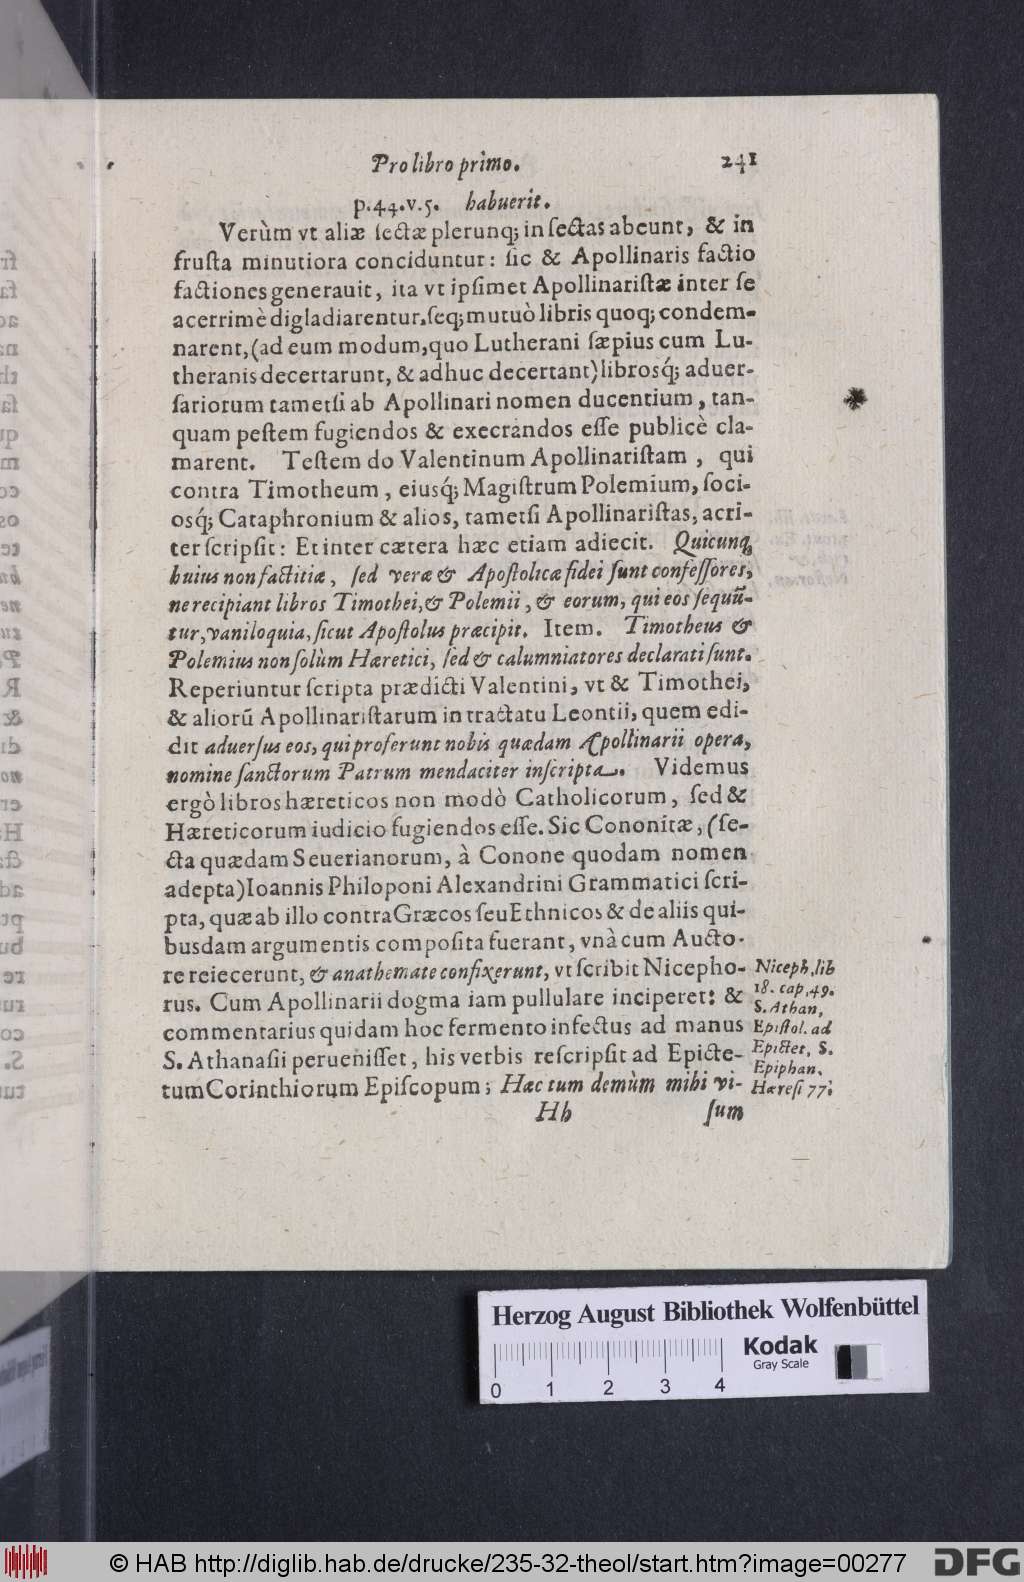 Pro libro primo. 241
p.44.v.5. habuerit.
Verùm vt aliæ ſectæ plerunq; in ſectas abeunt, & in
fruſta minutiora conciduntur: ſic & Apollinaris factio
factiones generauit, ita vt ipſimet Apollinariſtæ inter ſe
acerrimè digladiarentur, ſeq; mutuò libris quoq; condem-
narent, (ad eum modum, quo Lutherani ſæpius cum Lu-
theranis decertarunt, & adhuc decertant) librosq́; aduer-
ſariorum tametſi ab Apollinari nomen ducentium, tan-
quam peſtem fugiendos & execrandos eſſe publicè cla-
marent. Teſtem do Valentinum Apollinariſtam, qui
contra Timotheum, eiusq́; Magiſtrum Polemium, ſoci-
osq́; Cataphronium & alios, tametſi Apollinariſtas, acri-
ter ſcripſit: Et inter cætera hæc etiam adiecit. Quicunq;
huius non factitiæ, ſed veræ & Apoſtolicæ fidei ſunt confeſſores,
ne recipiant libros Timothei, & Polemii, & eorum, qui eos ſequũ-
tur, vaniloquia, ſicut Apoſtolus præcipit. Item. Timotheus &
Polemius non ſolùm Hæretici, ſed & calumniatores declarati ſunt.
Reperiuntur ſcripta prædicti Valentini, vt & Timothei,
& aliorũ Apollinariſtarum in tractatu Leontii, quem edi-
dit aduerſus eos, qui proferunt nobis quædam Apollinarii opera,
nomine ſanctorum Patrum mendaciter inſcripta. Videmus
ergò libros hæreticos non modò Catholicorum, ſed &
Hæreticorum iudicio fugiendos eſſe. Sic Cononitæ, (ſe-
cta quædam Seuerianorum, à Conone quodam nomen
adepta) Ioannis Philoponi Alexandrini Grammatici ſcri-
pta, quæ ab illo contra Græcos ſeu Ethnicos & de aliis qui-
busdam argumentis compoſita fuerant, vnà cum Aucto-
re reiecerunt, & anathemate confixerunt, vt ſcribit Nicepho-
rus. Cum Apollinarii dogma iam pullulare inciperet: &
commentarius quidam hoc fermento infectus ad manus
S. Athanaſii perueniſſet, his verbis reſcripſit ad Epicte-
tum Corinthiorum Epiſcopum; Hæc tum demùm mihi vi-
Niceph. lib
18. cap. 49.
S. Athan,
Epiſtol. ad
Epictet, S.
Epiphan.
Hæreſi 77.
Hh ſum
Herzog August Bibliothek Wolfenbüttel
Kodak
Gray Scale
0 1 2 3 4
© HAB http://diglib.hab.de/drucke/235-32-theol/start.htm?image=00277
DFG